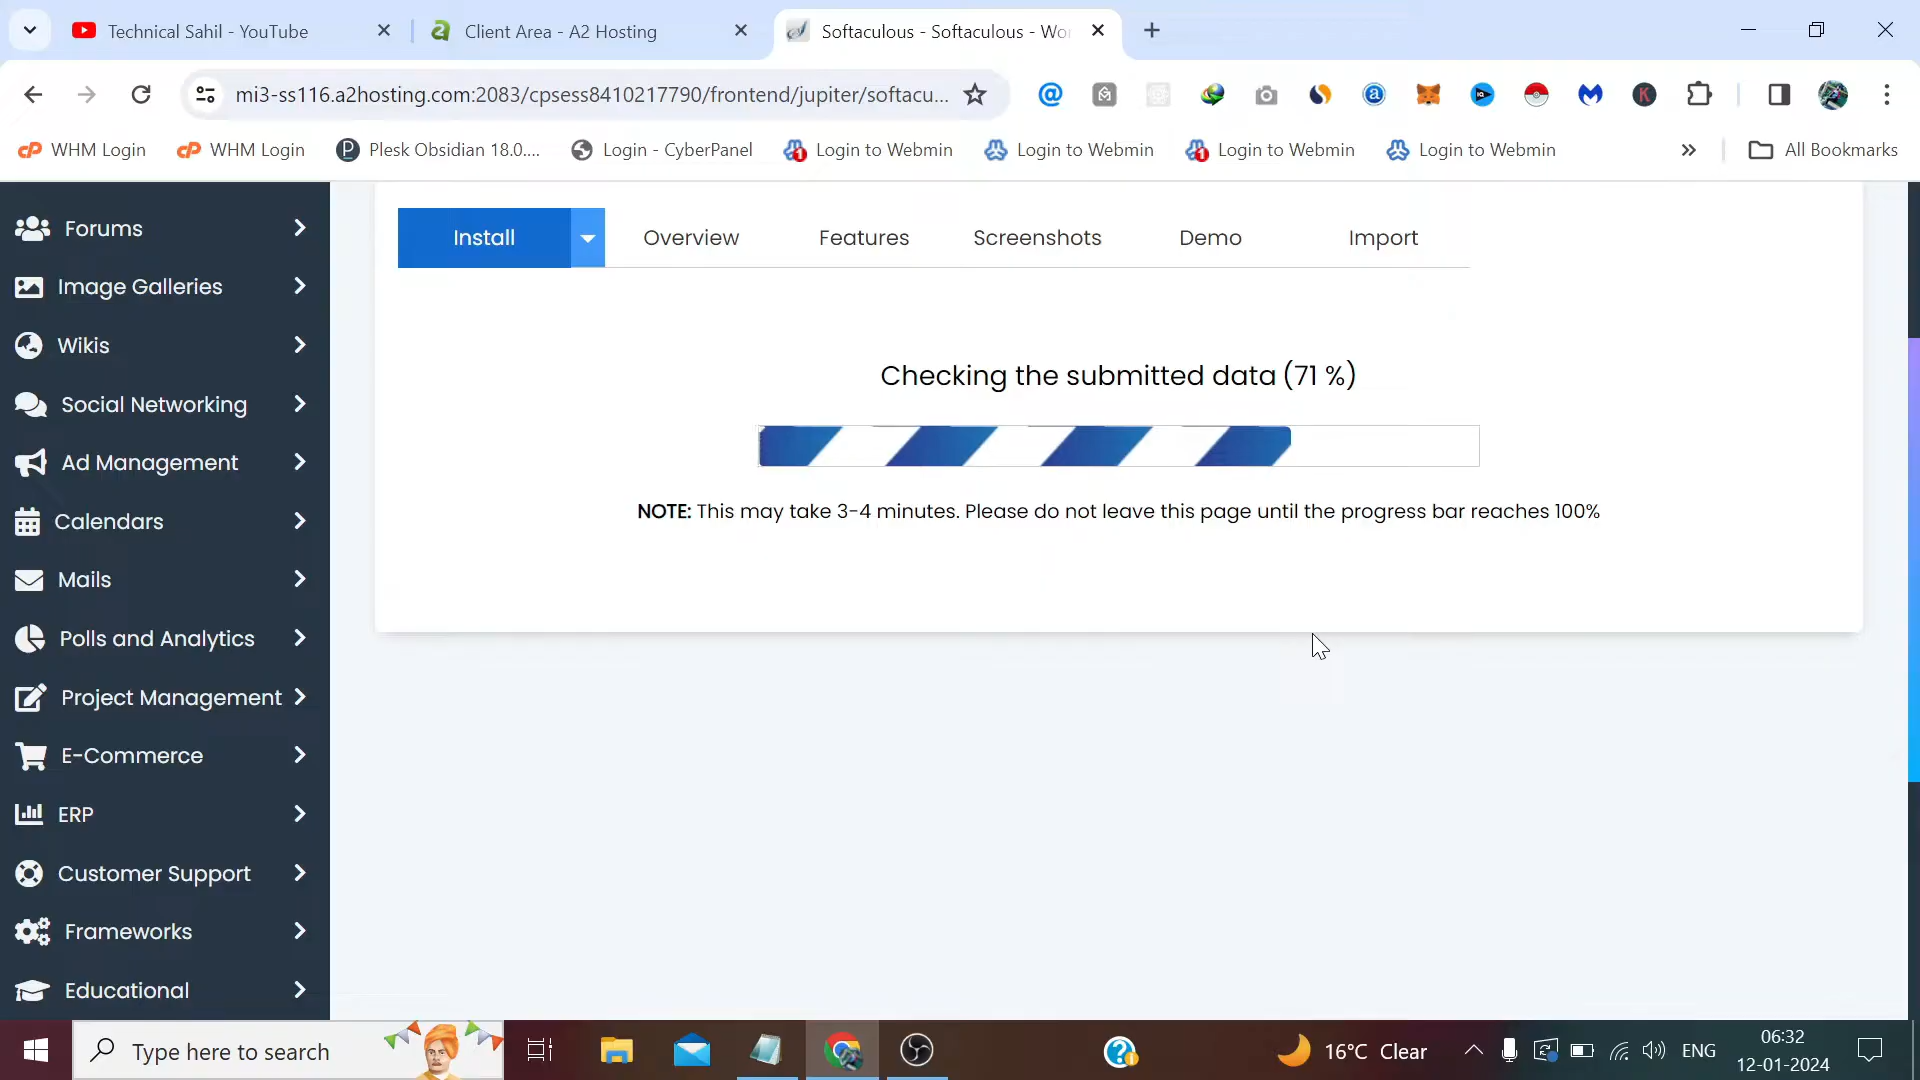 Technical Sahil - YouTube
Client Area - A2 Hosting
Softaculous - Softaculous - Wo
mi3-ss116.a2hosting.com:2083/cpsess8410217790/frontend/jupiter/softacu...
WHM Login
WHM Login
Plesk Obsidian 18.0....
Login - CyberPanel
Login to Webmin
Login to Webmin
Login to Webmin
Login to Webmin
All Bookmarks
Forums
Image Galleries
Wikis
Social Networking
Ad Management
Calendars
Mails
Polls and Analytics
Project Management
E-Commerce
ERP
Customer Support
Frameworks
Educational
Install
Overview
Features
Screenshots
Demo
Import
Checking the submitted data (71 %)
NOTE: This may take 3-4 minutes. Please do not leave this page until the progress bar reaches 100%
Type here to search
16°C Clear
ENG
06:32
12-01-2024